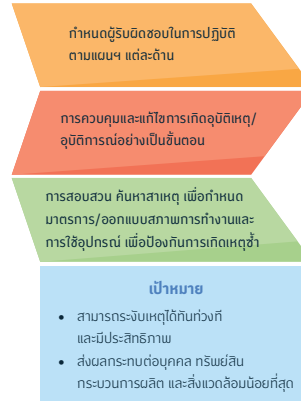 กำหนดผู้รับผิดชอบในการปฏิบัติ
ตามแผนฯ แต่ละด้าน
การควบคุมและแก้ไขการเกิดอุบัติเหตุ/
อุบัติการณ์อย่างเป็นขั้นตอน
การสอบสวน ค้นหาสาเหตุ เพื่อกำหนด
มาตรการ/ออกแบบสภาพการทำงานและ
การใช้อุปกรณ์ เพื่อป้องกันการเกิดเหตุซ้ำ
เป้าหมาย
• สามารถระงับเหตุได้ทันท่วงที
และมีประสิทธิภาพ
• ส่งผลกระทบต่อบุคคล ทรัพย์สิน
กระบวนการผลิต และสิ่งแวดล้อมน้อยที่สุด